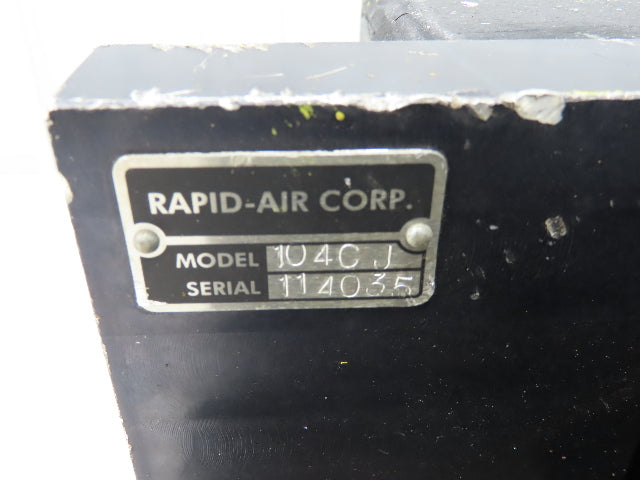 RAPID-AIR CORP.
MODEL 104C J
SERIAL 114035